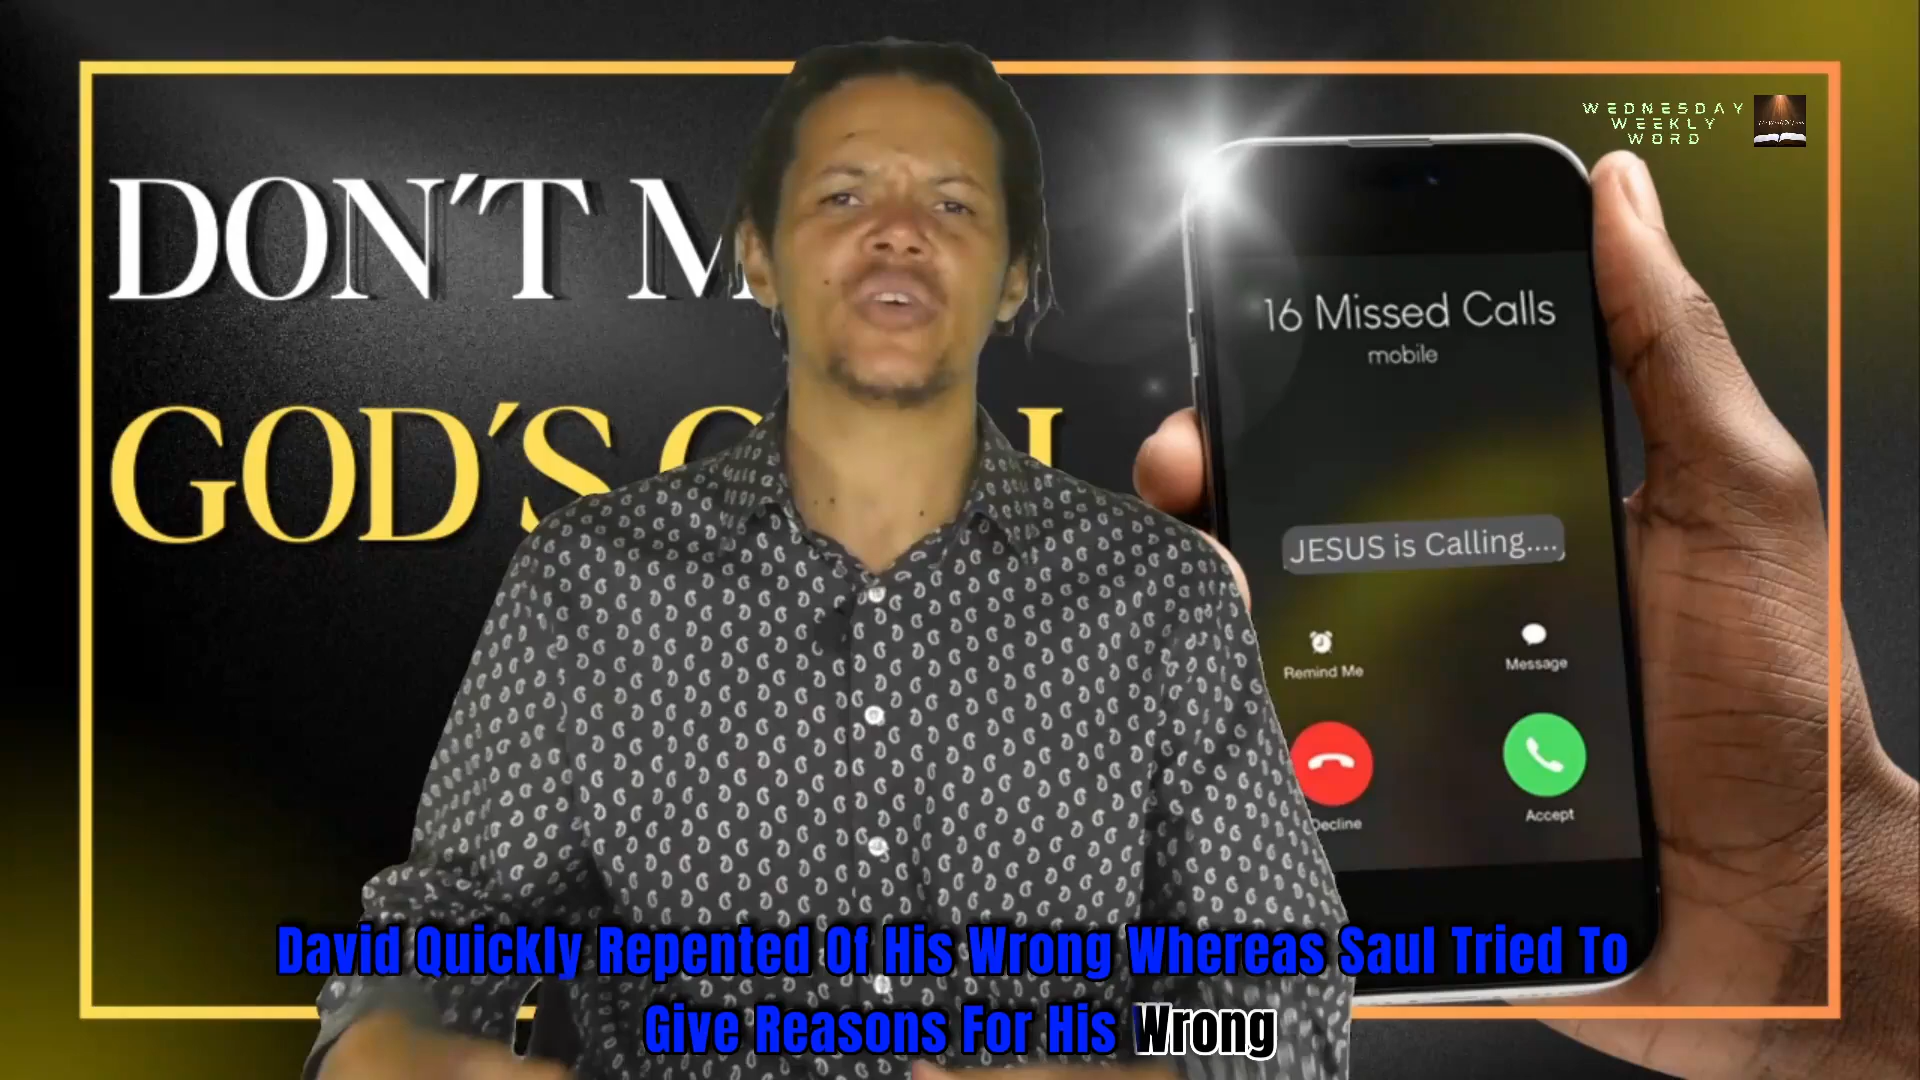 DON'T M
GOD'S
WEDNESDAY
WEEKLY
WORD
16 Missed Calls
mobile
JESUS is Calling....
Remind Me
Message
Decline
Accept
David Quickly Repented Of His Wrong Whereas Saul Tried To
Give Reasons For His Wrong